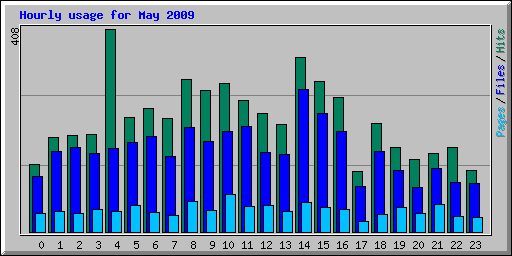 Hourly usage for May 2009
408
Pages / Files / Hits
0 1 2 3 4 5 6 7 8 9 10 11 12 13 14 15 16 17 18 19 20 21 22 23